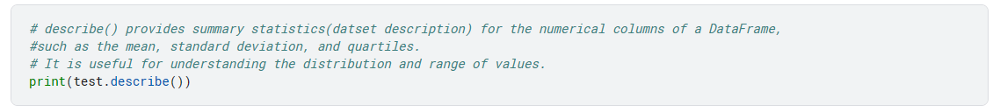 # describe() provides summary statistics(datset description) for the numerical columns of a DataFrame,
#such as the mean, standard deviation, and quartiles.
# It is useful for understanding the distribution and range of values.
print(test.describe())